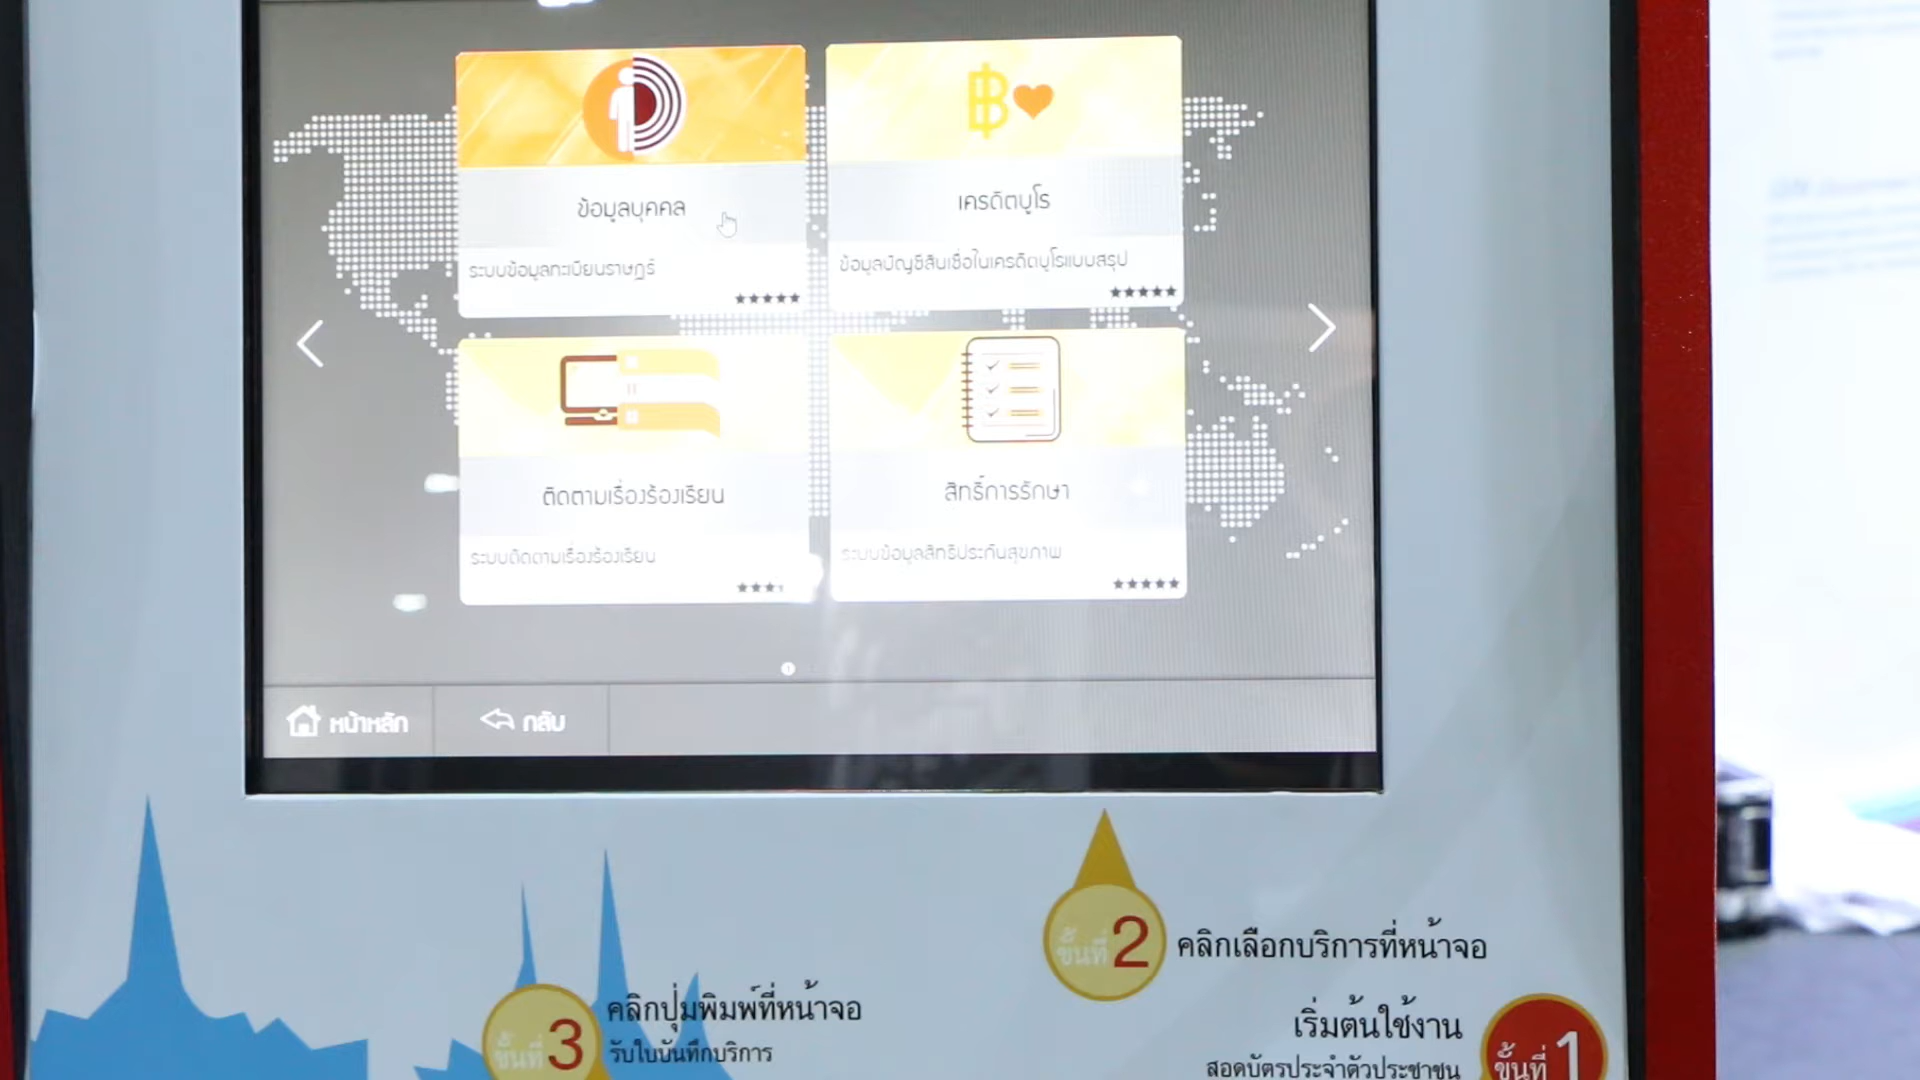 ข้อมูลบุคคล
ระบบข้อมูลทะเบียนราษฎร์
เครดิตบูโร
ข้อมูลบัญชีสินเชื่อในเครดิตบูโรแบบสรุป
ติดตามเรื่องร้องเรียน
ระบบติดตามเรื่องร้องเรียน
สิทธิ์การรักษา
ระบบข้อมูลสิทธิประกันสุขภาพ
หน้าหลัก
กลับ
ขั้นที่ 2
คลิกเลือกบริการที่หน้าจอ
ขั้นที่ 3
คลิกปุ่มพิมพ์ที่หน้าจอ
รับใบบันทึกบริการ
เริ่มต้นใช้งาน
สอดบัตรประจำตัวประชาชน
ขั้นที่ 1